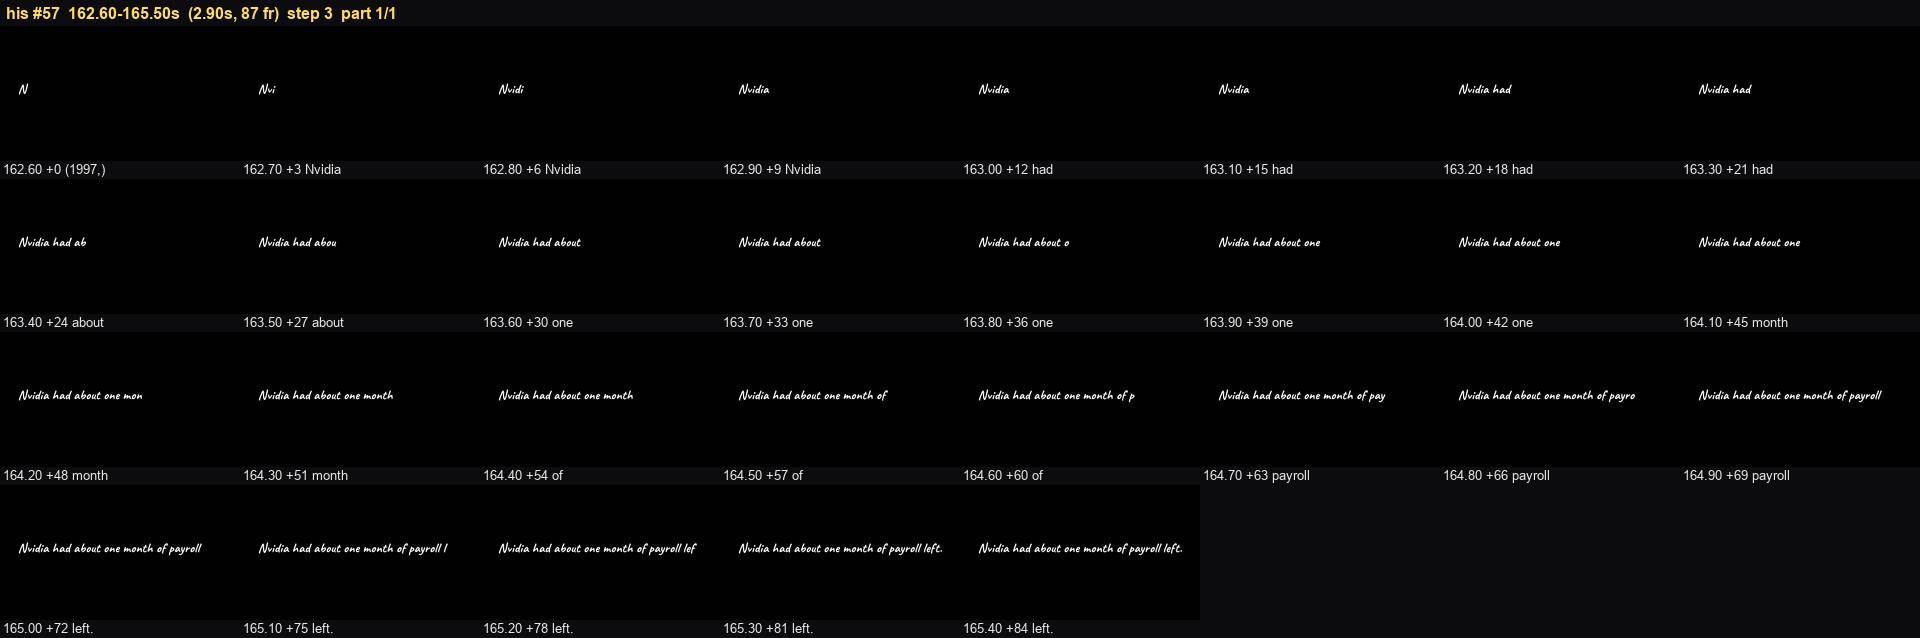 his #57 162.60-165.50s (2.90s, 87 fr) step 3 part 1/1
N Nvi Nvidi Nvidia Nvidia Nvidia Nvidia had Nvidia had
162.60 +0 (1997,) 162.70 +3 Nvidia 162.80 +6 Nvidia 162.90 +9 Nvidia 163.00 +12 had 163.10 +15 had 163.20 +18 had 163.30 +21 had
Nvidia had ab Nvidia had abou Nvidia had about Nvidia had about Nvidia had about o Nvidia had about one Nvidia had about one Nvidia had about one
163.40 +24 about 163.50 +27 about 163.60 +30 one 163.70 +33 one 163.80 +36 one 163.90 +39 one 164.00 +42 one 164.10 +45 month
Nvidia had about one mon Nvidia had about one month Nvidia had about one month Nvidia had about one month of Nvidia had about one month of p Nvidia had about one month of pay Nvidia had about one month of payro Nvidia had about one month of payroll
164.20 +48 month 164.30 +51 month 164.40 +54 of 164.50 +57 of 164.60 +60 of 164.70 +63 payroll 164.80 +66 payroll 164.90 +69 payroll
Nvidia had about one month of payroll Nvidia had about one month of payroll l Nvidia had about one month of payroll lef Nvidia had about one month of payroll left. Nvidia had about one month of payroll left.
165.00 +72 left. 165.10 +75 left. 165.20 +78 left. 165.30 +81 left. 165.40 +84 left.